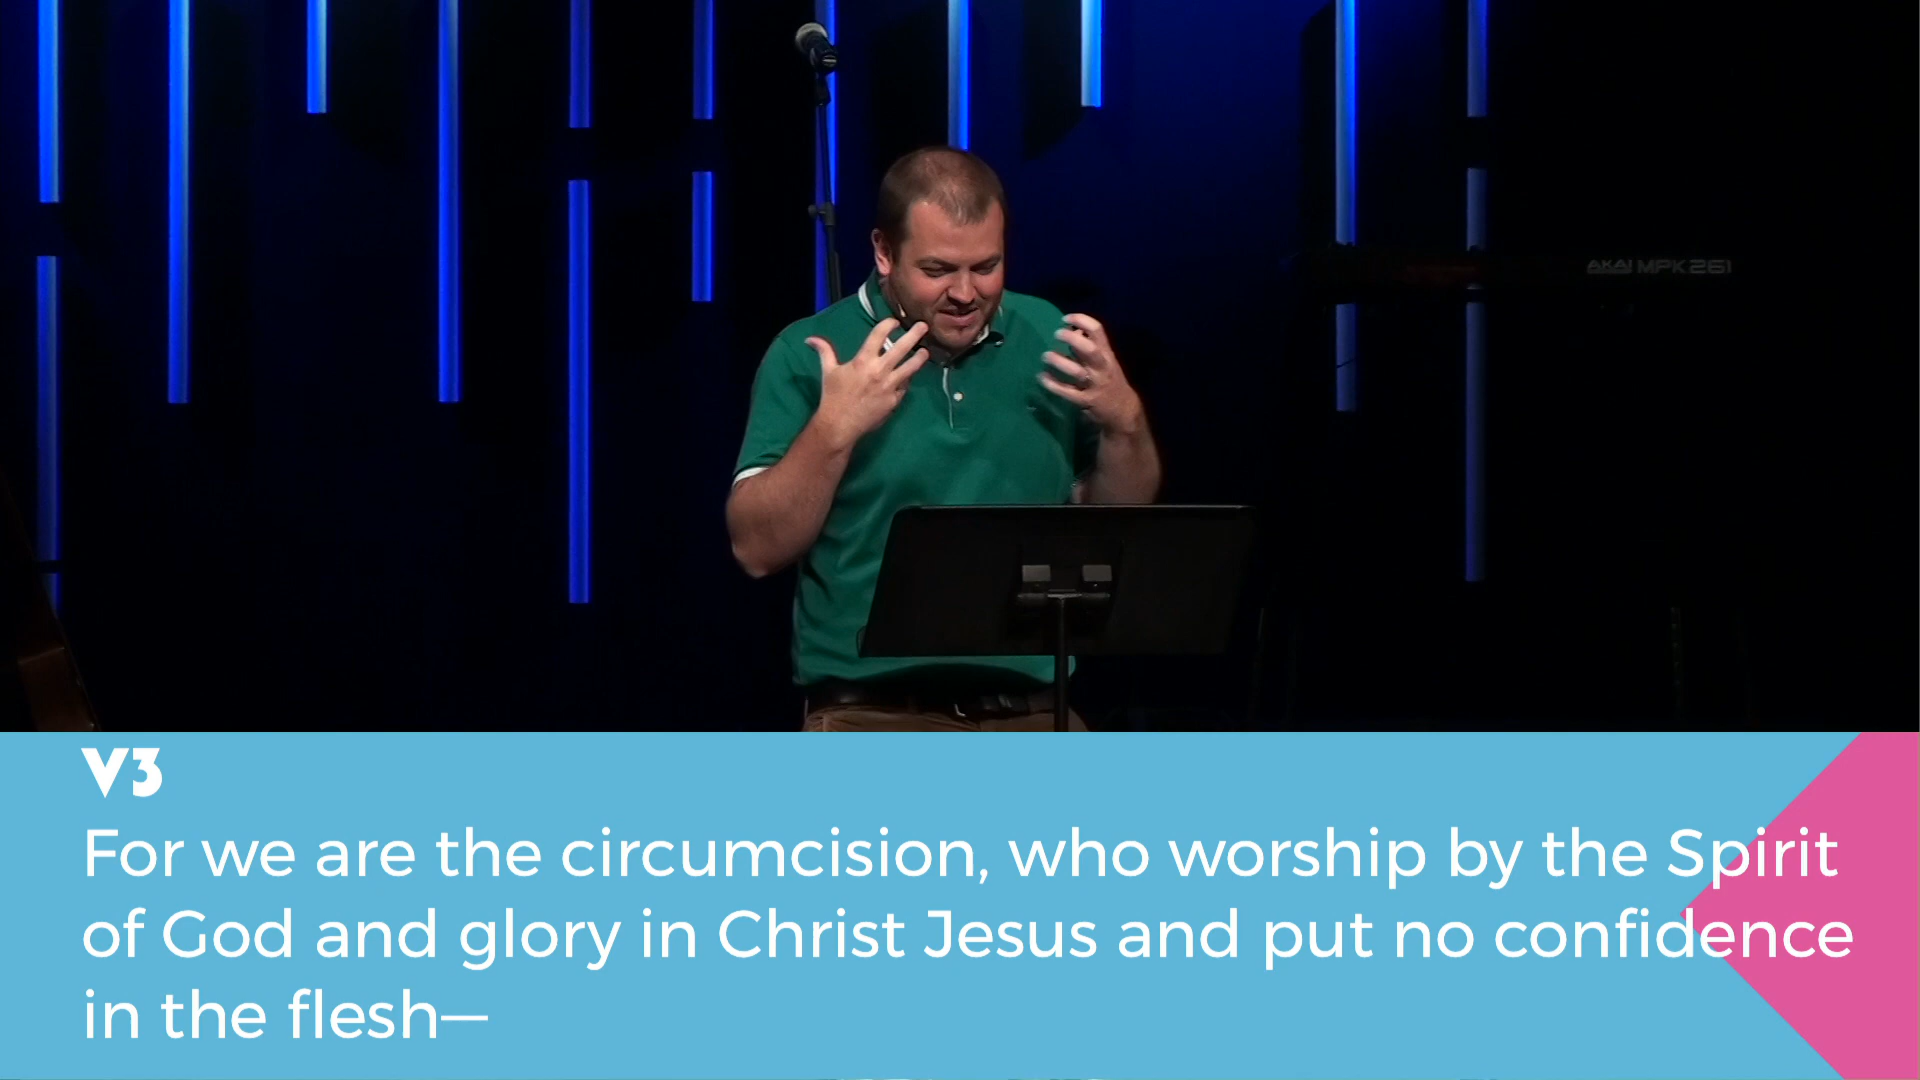 AKAI MPK261
V3
For we are the circumcision, who worship by the Spirit
of God and glory in Christ Jesus and put no confidence
in the flesh—